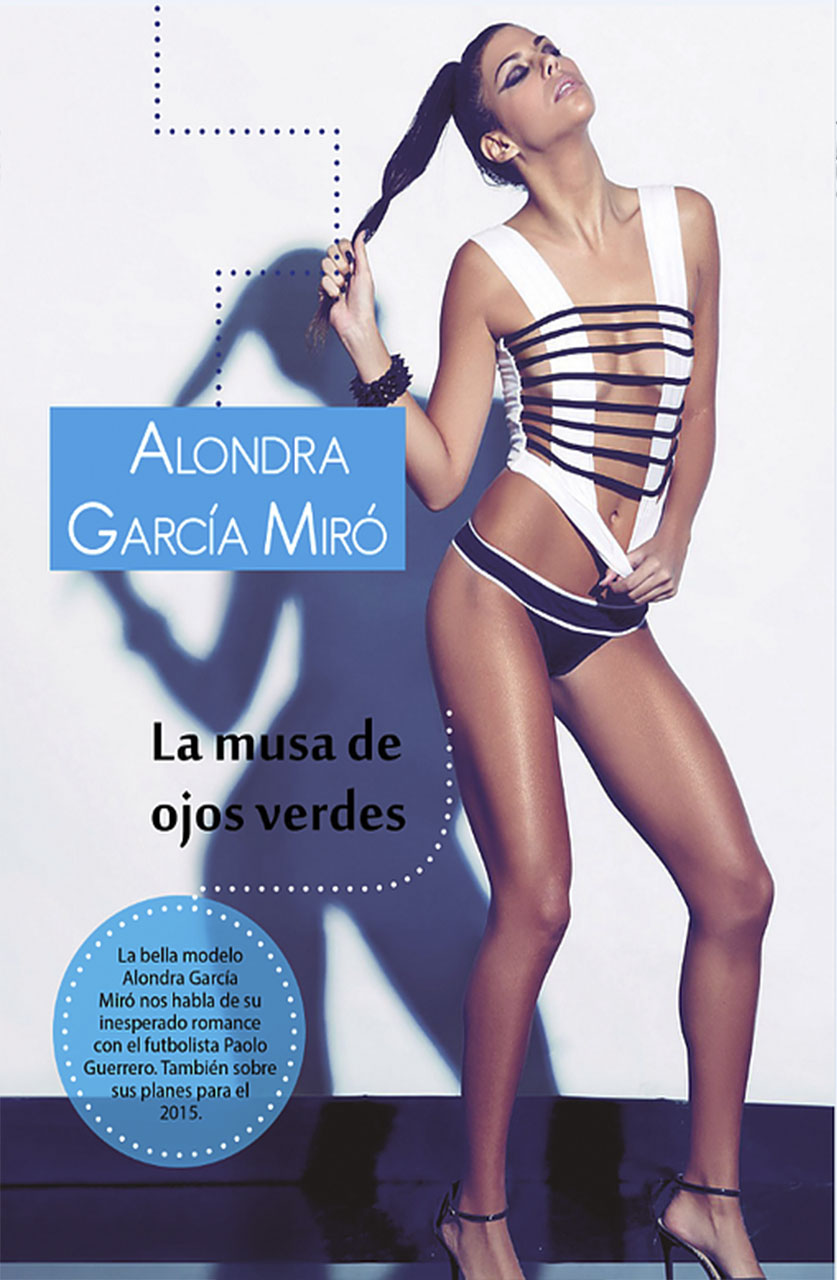 ALONDRA
GARCÍA MIRÓ
La musa de
ojos verdes
La bella modelo
Alondra García
Miró nos habla de su
inesperado romance
con el futbolista Paolo
Guerrero. También sobre
sus planes para el
2015.